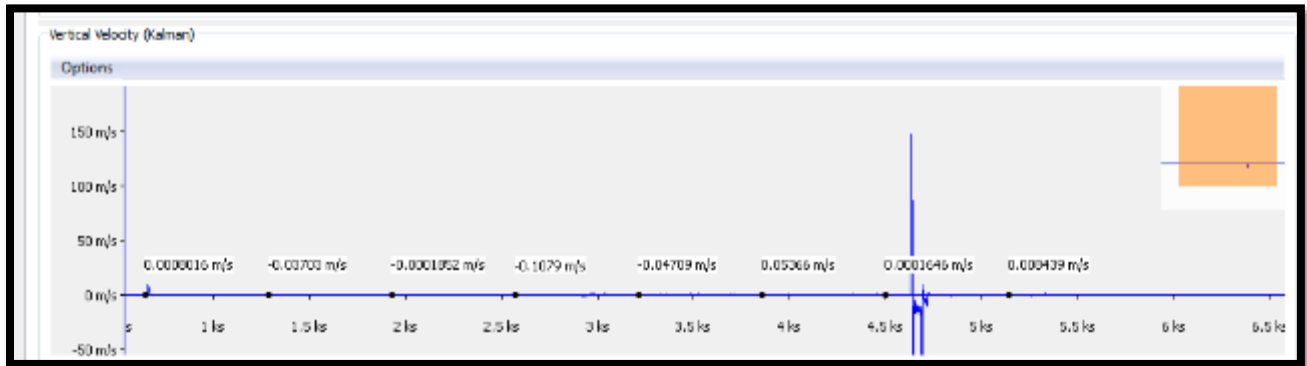 Vertical Velocity (Kalman)
Options
150 m/s
100 m/s
50 m/s
0.0000016 m/s -0.03703 m/s -0.0001852 m/s -0.1079 m/s -0.04709 m/s 0.05366 m/s 0.0001646 m/s 0.008439 m/s
0 m/s
s 1 ks 1.5 ks 2 ks 2.5 ks 3 ks 3.5 ks 4 ks 4.5 ks 5 ks 5.5 ks 6 ks 6.5 ks
-50 m/s